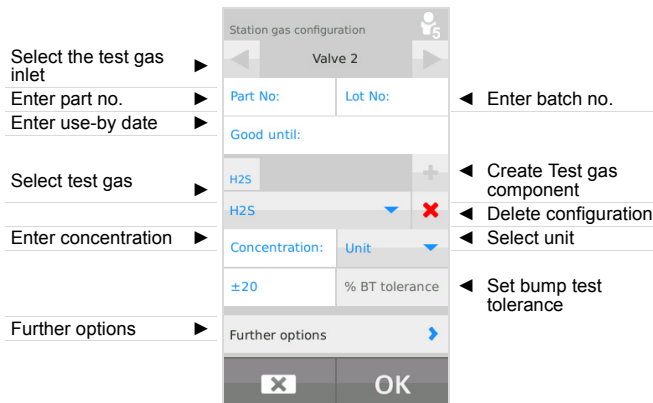 Station gas configuration
5
Select the test gas
inlet
Valve 2
Enter part no.
Part No:
Lot No:
Enter batch no.
Enter use-by date
Good until:
Select test gas
H2S
Create Test gas
component
H2S
Delete configuration
Enter concentration
Concentration:
Unit
Select unit
±20
% BT tolerance
Set bump test
tolerance
Further options
Further options
OK